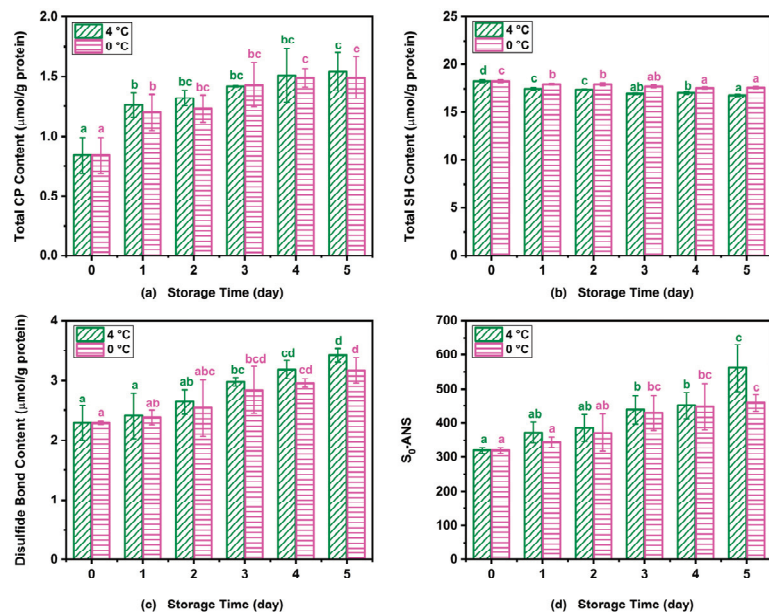 Total CP Content (μmol/g protein)
2.0
1.5
1.0
0.5
0.0
4 °C
0 °C
a a b b bc b bc bc bc c c c
0 1 2 3 4 5
(a) Storage Time (day)
Total SH Content (μmol/g protein)
25
20
15
10
5
0
4 °C
0 °C
d c c b c b ab ab a a a a
0 1 2 3 4 5
(b) Storage Time (day)
Disulfide Bond Content (μmol/g protein)
4
3
2
1
0
4 °C
0 °C
a a a ab ab abc bc bcd cd cd d d
0 1 2 3 4 5
(c) Storage Time (day)
S₀-ANS
700
600
500
400
300
200
100
0
4 °C
0 °C
a a ab a ab ab b bc b bc c c
0 1 2 3 4 5
(d) Storage Time (day)